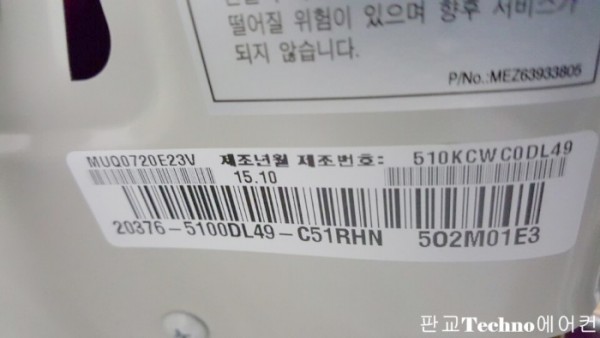 떨어질 위험이 있으며 향후 서비스가
되지 않습니다.
P/No.:MEZ63933805
MUQ0720E23V 제조년월 제조번호: 510KCWC0DL49
15.10
20376-5100DL49-C51RHN 502M01E3
판교Techno에어컨